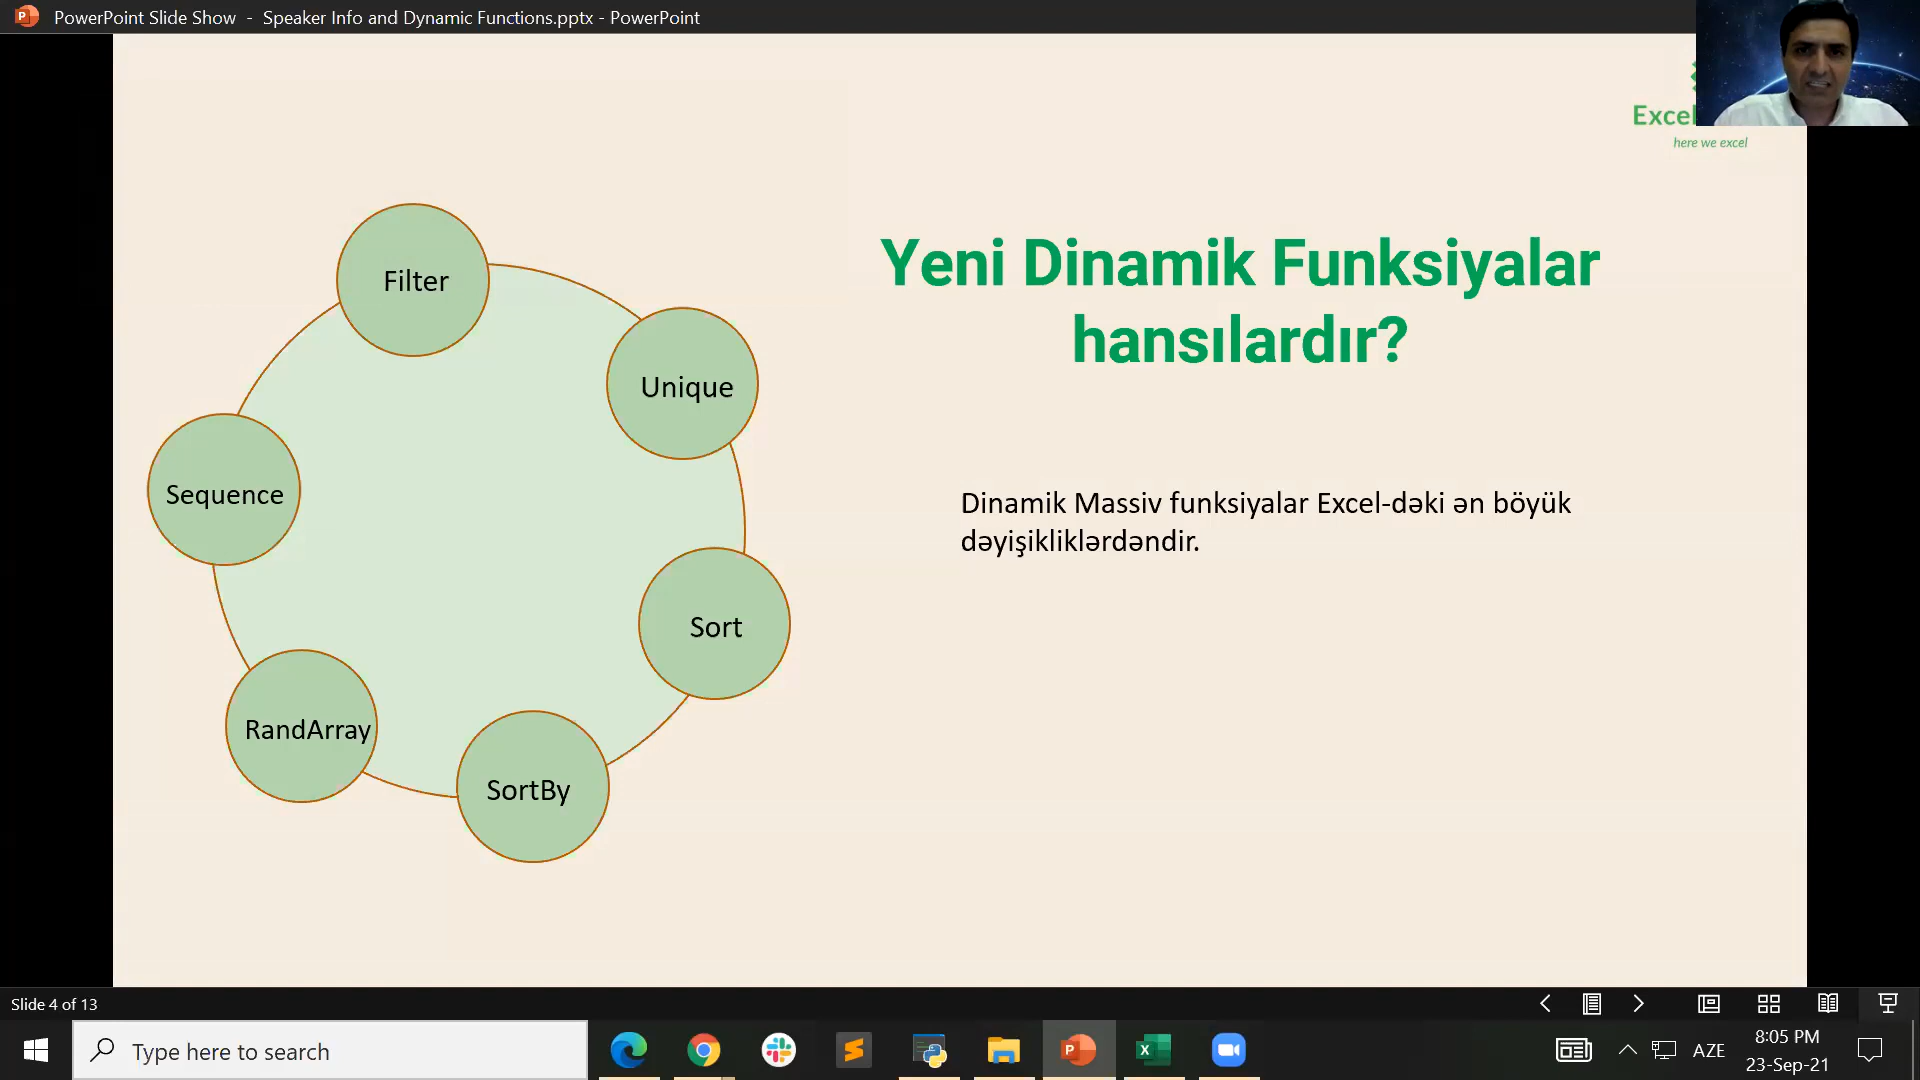 PowerPoint Slide Show - Speaker Info and Dynamic Functions.pptx - PowerPoint
Excel
here we excel
Filter
Unique
Sequence
Sort
RandArray
SortBy
Yeni Dinamik Funksiyalar
hansılardır?
Dinamik Massiv funksiyalar Excel-dəki ən böyük
dəyişikliklərdəndir.
Slide 4 of 13
Type here to search
AZE
8:05 PM
23-Sep-21